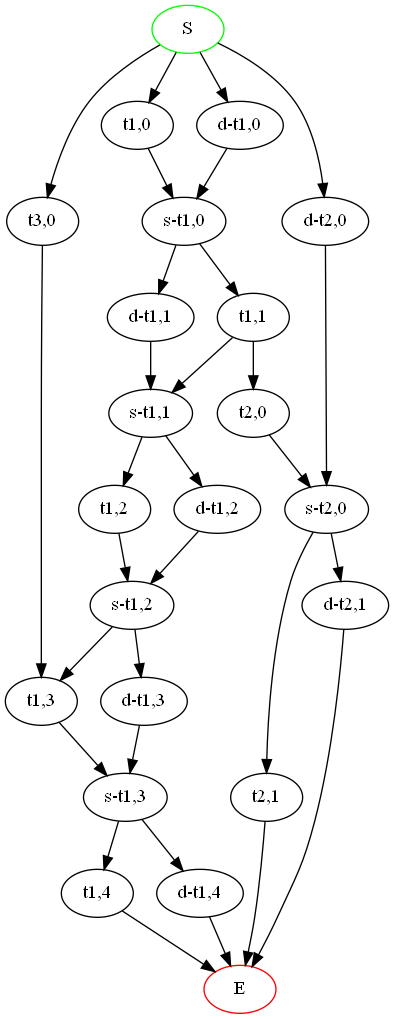 S
t1,0
d-t1,0
t3,0
s-t1,0
d-t2,0
d-t1,1
t1,1
s-t1,1
t2,0
t1,2
d-t1,2
s-t2,0
s-t1,2
d-t2,1
t1,3
d-t1,3
s-t1,3
t2,1
t1,4
d-t1,4
E